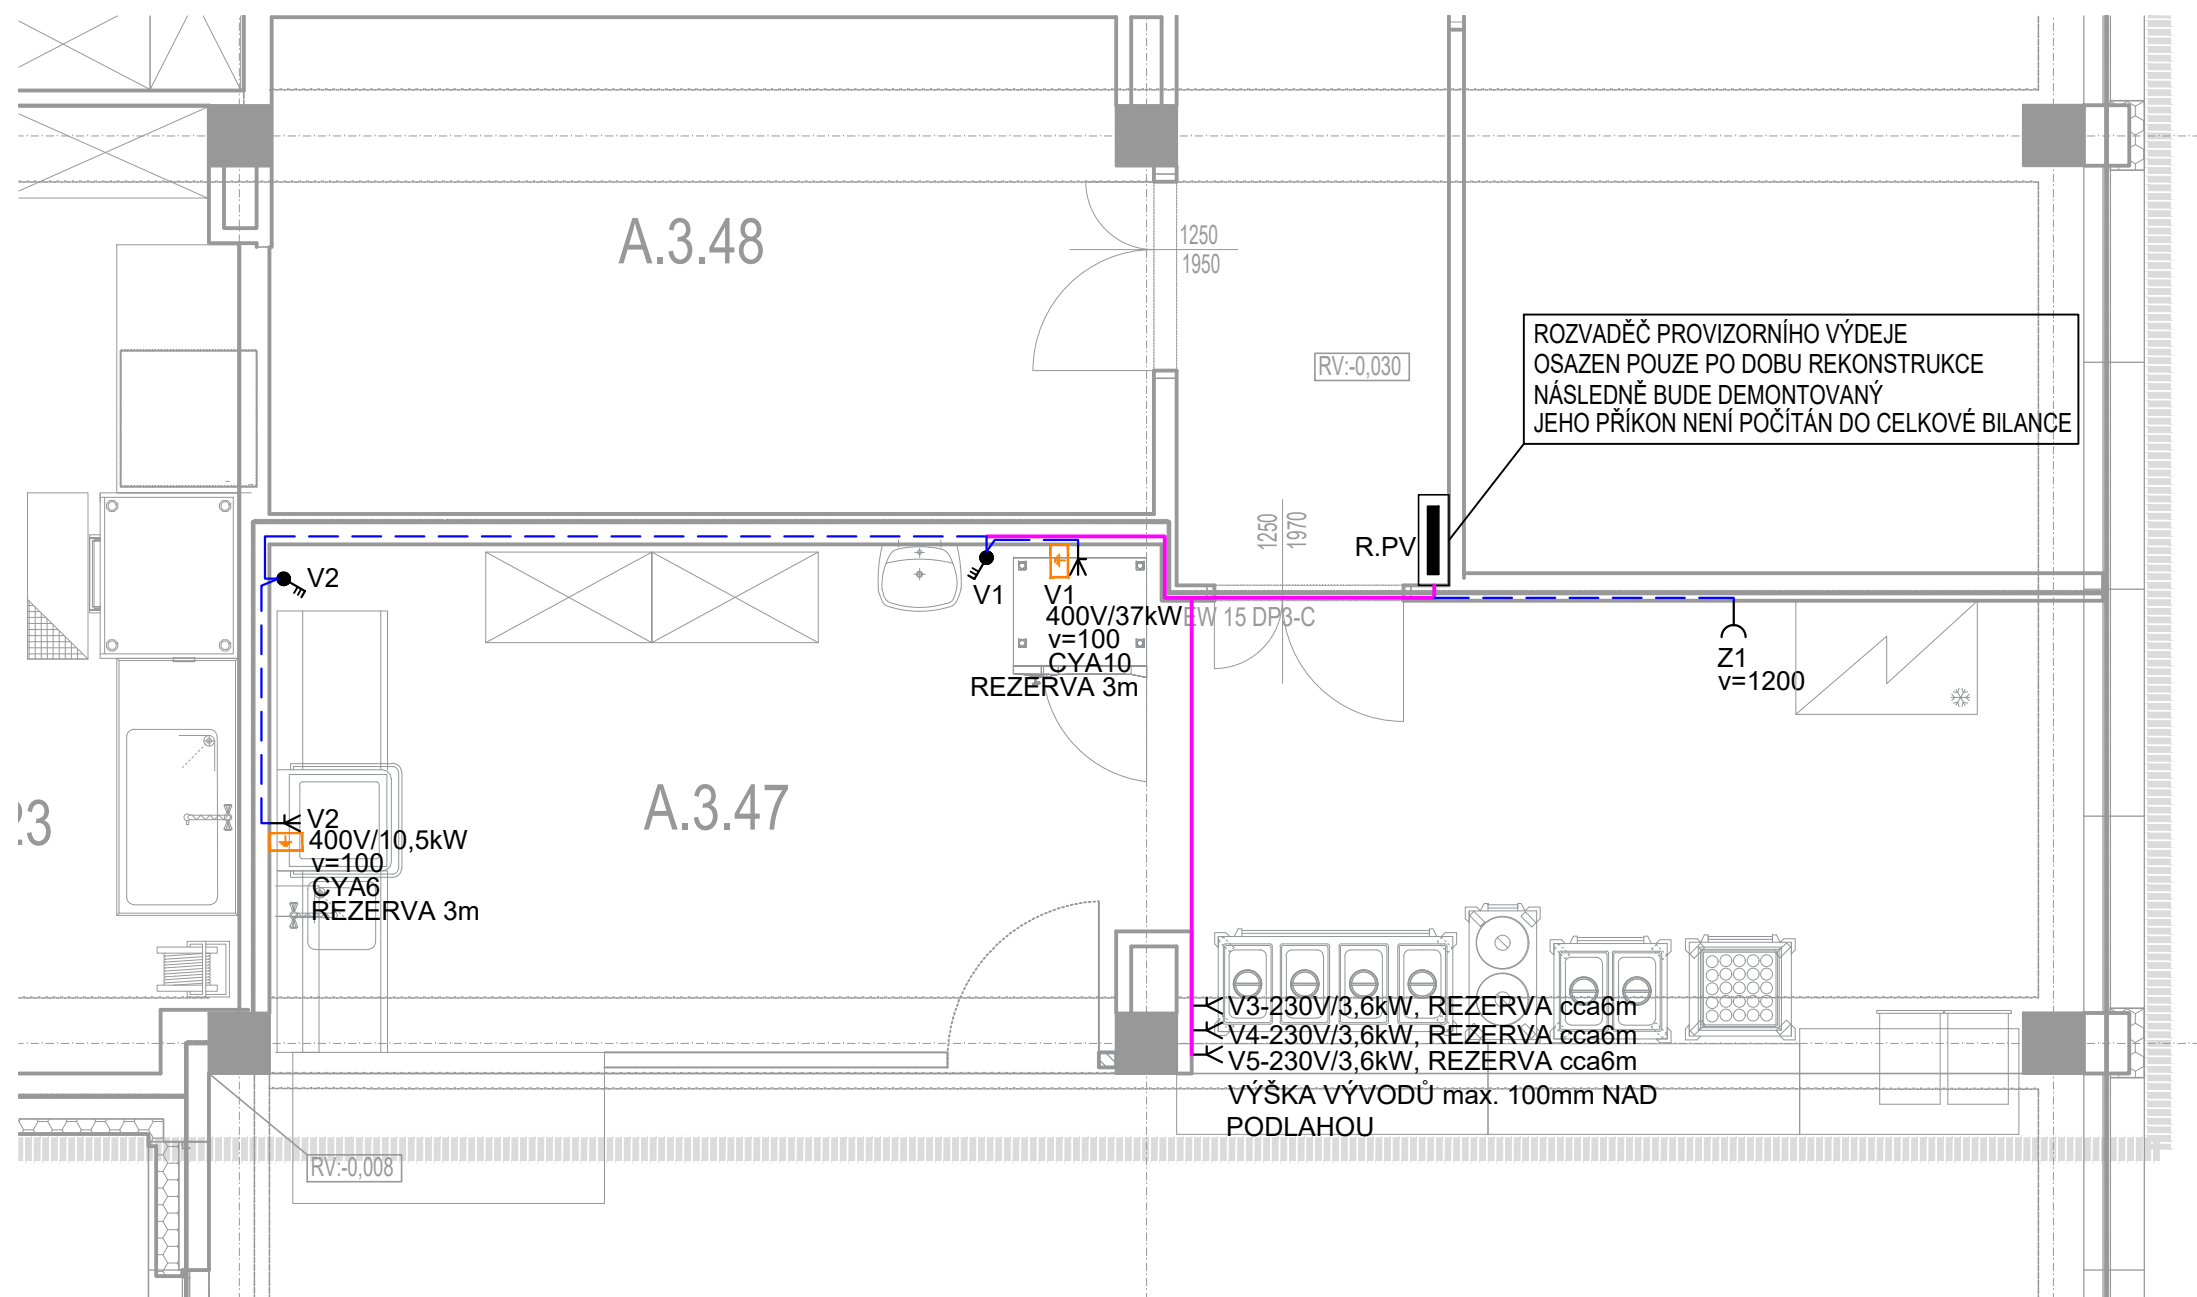 A.3.48
1250
1950
RV:-0,030
ROZVADĚČ PROVIZORNÍHO VÝDEJE
OSAZEN POUZE PO DOBU REKONSTRUKCE
NÁSLEDNĚ BUDE DEMONTOVANÝ
JEHO PŘÍKON NENÍ POČÍTÁN DO CELKOVÉ BILANCE
1250
1970
R.PV
V2
V1
V1
400V/37kW
v=100
CYA10
REZERVA 3m
EW 15 DP3-C
Z1
v=1200
A.3.47
23
V2
400V/10,5kW
v=100
CYA6
REZERVA 3m
V3-230V/3,6kW, REZERVA cca6m
V4-230V/3,6kW, REZERVA cca6m
V5-230V/3,6kW, REZERVA cca6m
VÝŠKA VÝVODŮ max. 100mm NAD
PODLAHOU
RV:-0,008